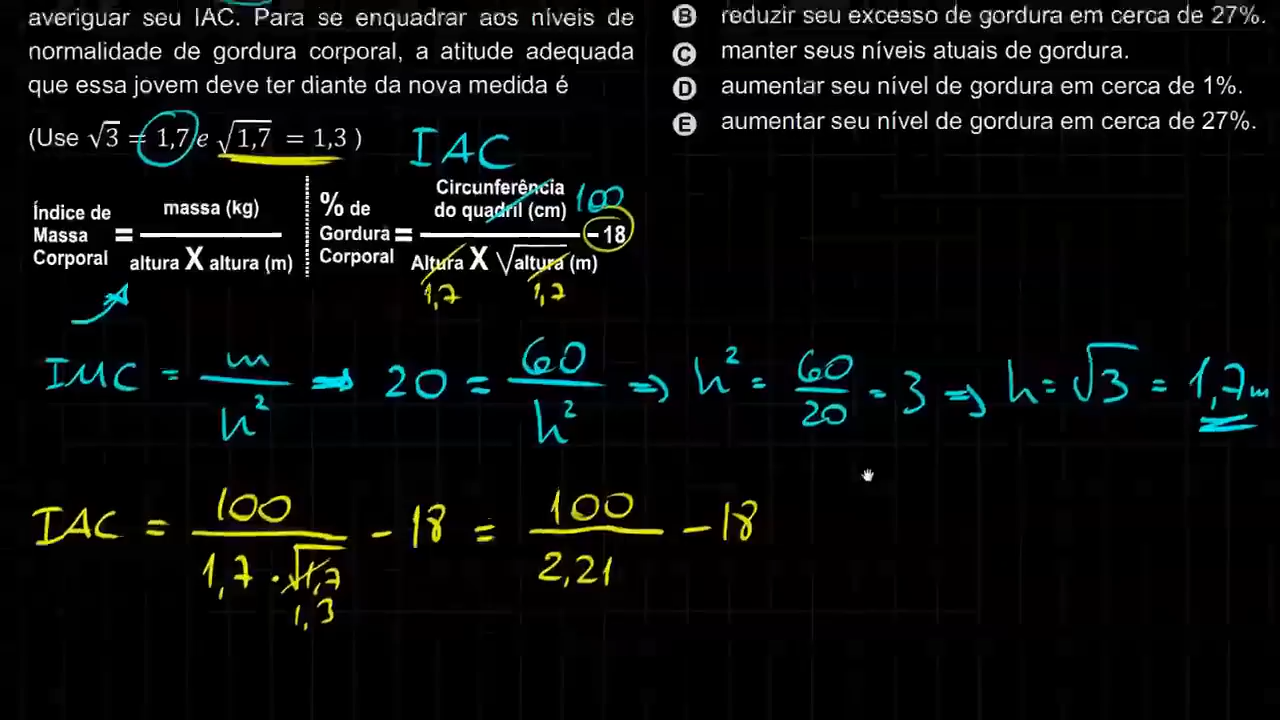 averiguar seu IAC. Para se enquadrar aos níveis de
normalidade de gordura corporal, a atitude adequada
que essa jovem deve ter diante da nova medida é
(Use √3 = 1,7 e √1,7 = 1,3 )
IAC
Índice de Massa Corporal = massa (kg) / altura X altura (m)
% de Gordura Corporal = Circunferência do quadril (cm) / Altura X √altura (m) - 18
100
1,7 1,7
B reduzir seu excesso de gordura em cerca de 27%.
C manter seus níveis atuais de gordura.
D aumentar seu nível de gordura em cerca de 1%.
E aumentar seu nível de gordura em cerca de 27%.
IMC = m / h² ⇒ 20 = 60 / h² ⇒ h² = 60 / 20 = 3 ⇒ h = √3 = 1,7m
IAC = 100 / 1,7 · √1,7 - 18 = 100 / 2,21 - 18
1,3